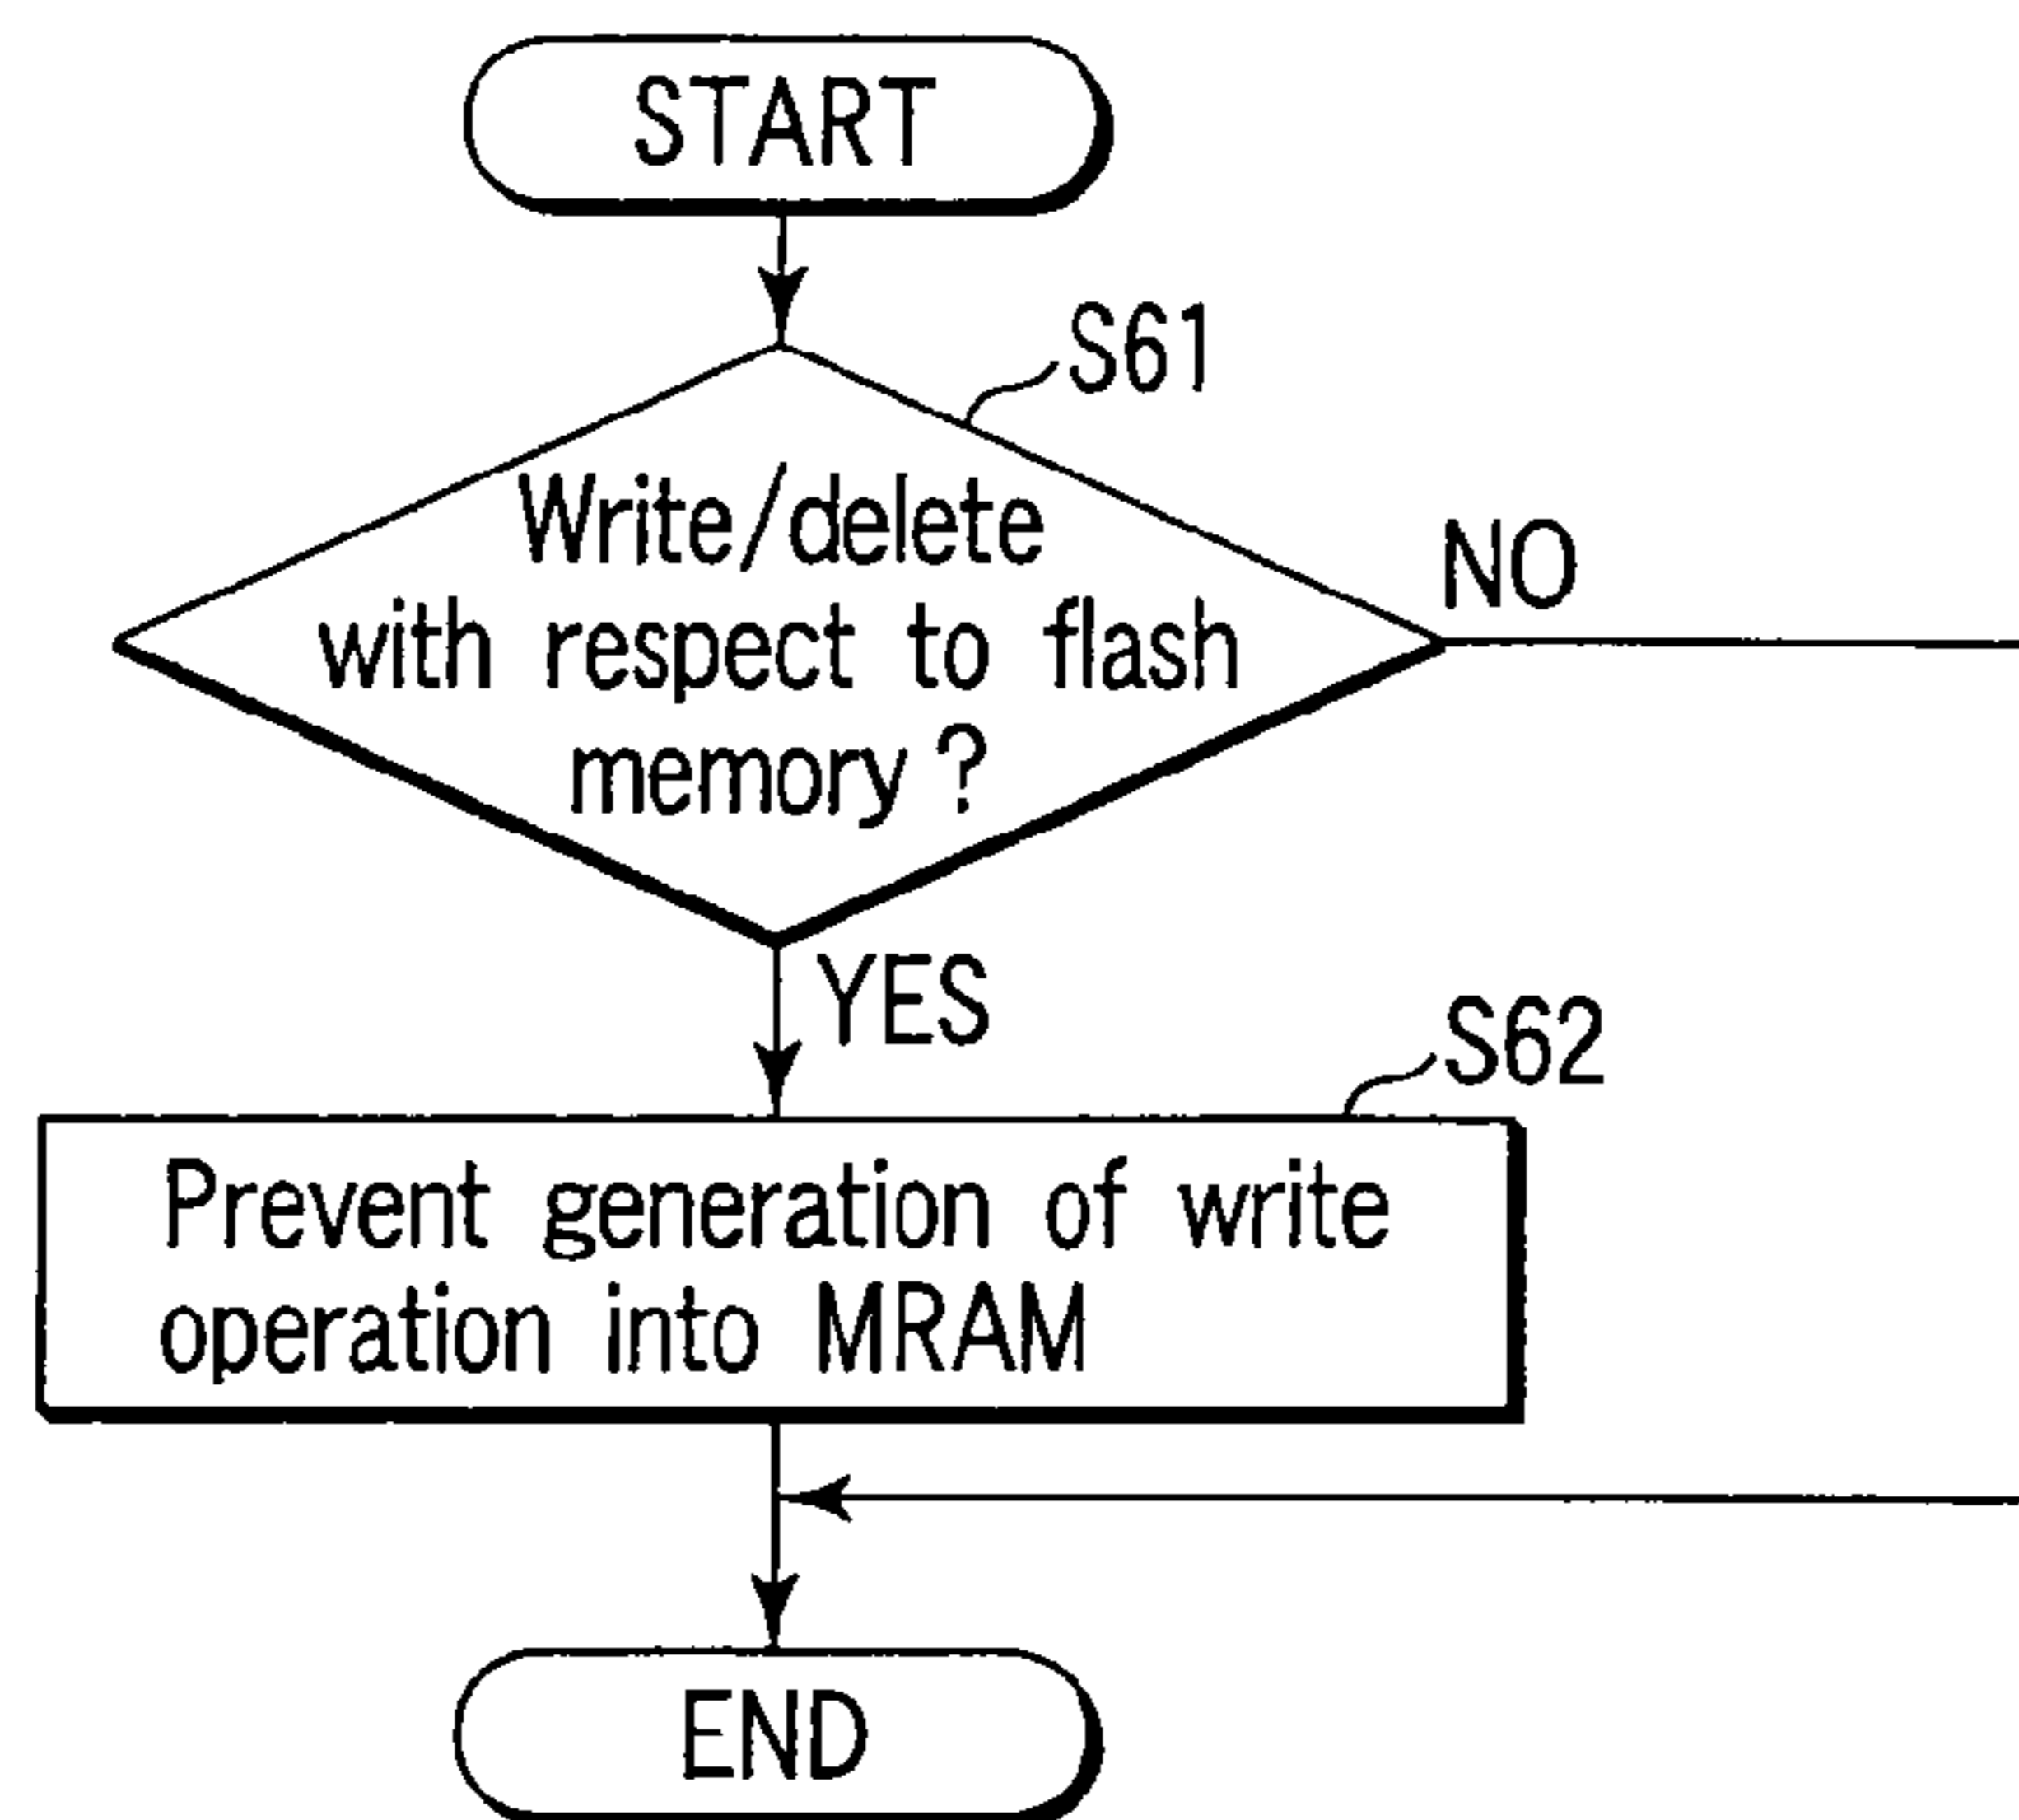 START
S61
Write/delete
with respect to flash
memory?
NO
YES
S62
Prevent generation of write
operation into MRAM
END